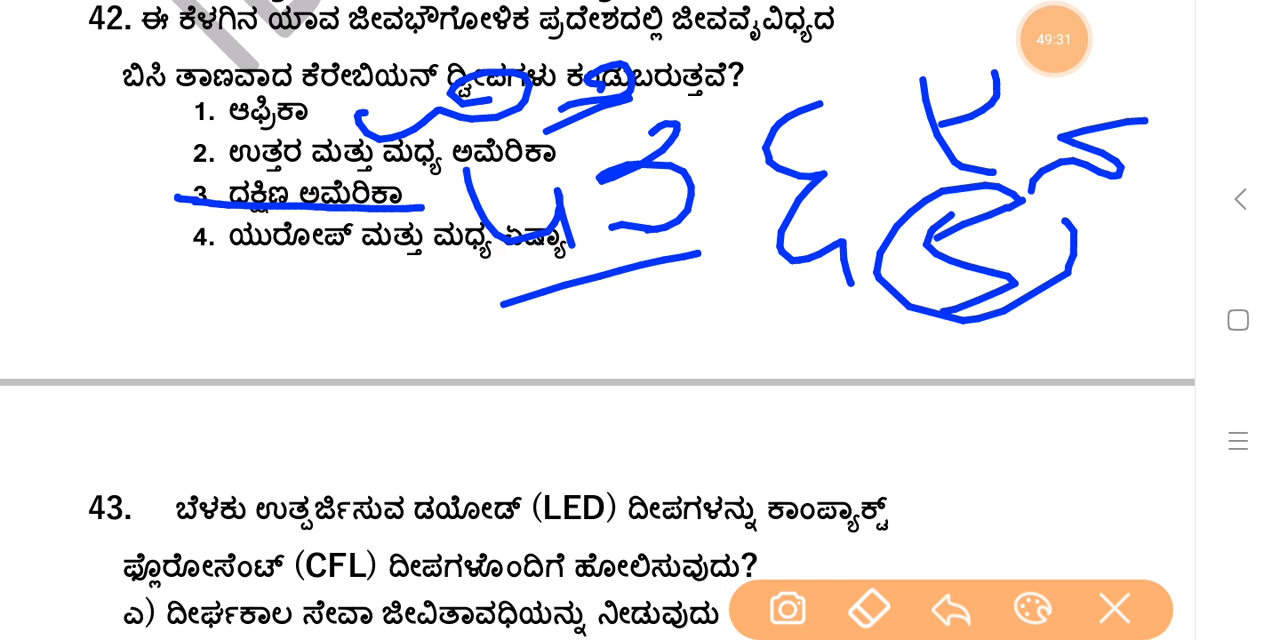 42. ಈ ಕೆಳಗಿನ ಯಾವ ಜೀವಭೌಗೋಳಿಕ ಪ್ರದೇಶದಲ್ಲಿ ಜೀವವೈವಿಧ್ಯದ
49:31
ಬಿಸಿ ತಾಣವಾದ ಕೆರೇಬಿಯನ್ ದ್ವೀಪಗಳು ಕಂಡುಬರುತ್ತವೆ?
1. ಆಫ್ರಿಕಾ
2. ಉತ್ತರ ಮತ್ತು ಮಧ್ಯ ಅಮೆರಿಕಾ
3. ದಕ್ಷಿಣ ಅಮೆರಿಕಾ
4. ಯುರೋಪ್ ಮತ್ತು ಮಧ್ಯ ಏಷ್ಯಾ
43. ಬೆಳಕು ಉತ್ಪರ್ಜಿಸುವ ಡಯೋಡ್ (LED) ದೀಪಗಳನ್ನು ಕಾಂಪ್ಯಾಕ್ಟ್
ಫ್ಲೊರೋಸೆಂಟ್ (CFL) ದೀಪಗಳೊಂದಿಗೆ ಹೋಲಿಸುವುದು?
ಎ) ದೀರ್ಘಕಾಲ ಸೇವಾ ಜೀವಿತಾವಧಿಯನ್ನು ನೀಡುವುದು